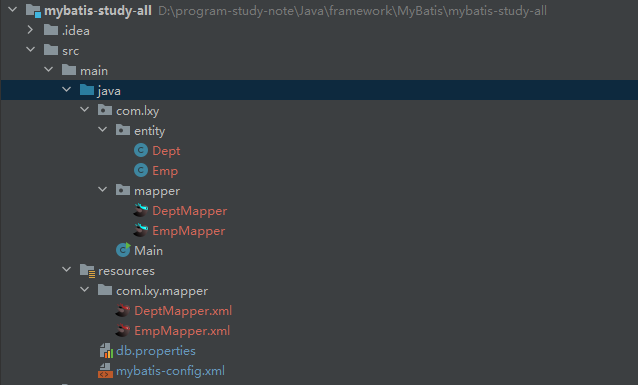 mybatis-study-all D:\program-study-note\Java\framework\MyBatis\mybatis-study-all
.idea
src
main
java
com.lxy
entity
Dept
Emp
mapper
DeptMapper
EmpMapper
Main
resources
com.lxy.mapper
DeptMapper.xml
EmpMapper.xml
db.properties
mybatis-config.xml